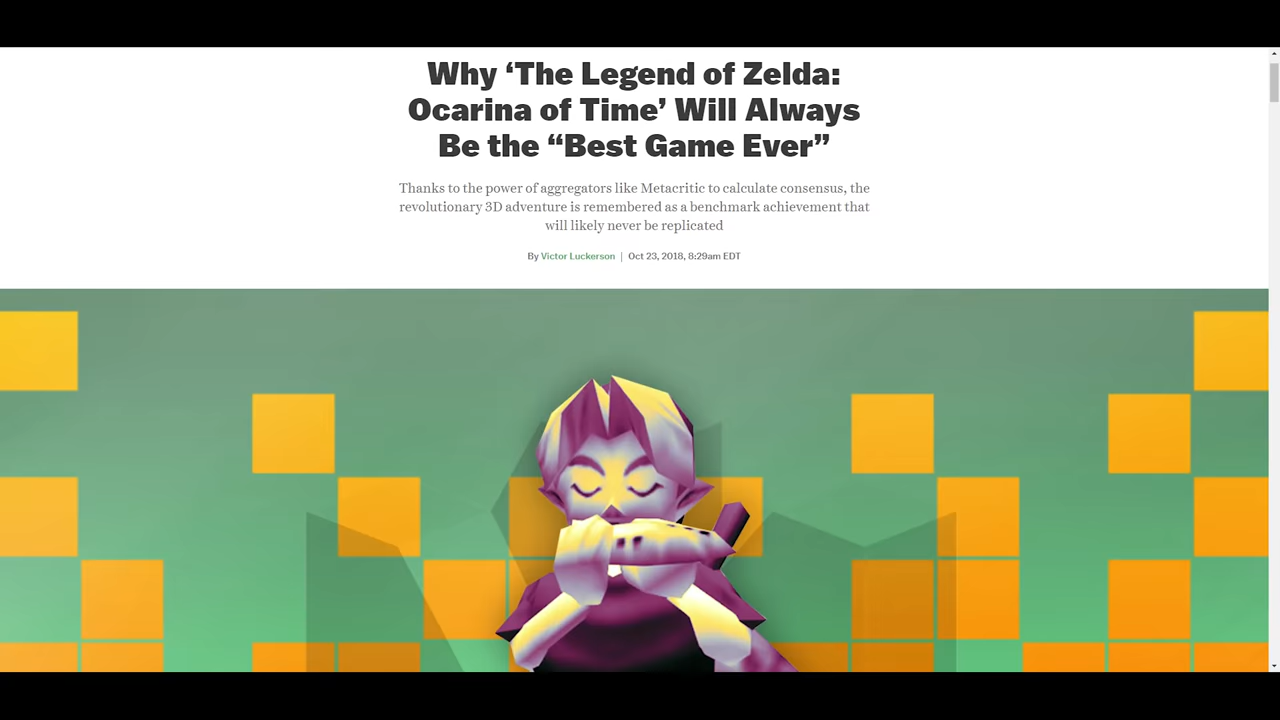 Why ‘The Legend of Zelda:
Ocarina of Time’ Will Always
Be the “Best Game Ever”
Thanks to the power of aggregators like Metacritic to calculate consensus, the
revolutionary 3D adventure is remembered as a benchmark achievement that
will likely never be replicated
By Victor Luckerson | Oct 23, 2018, 8:29am EDT